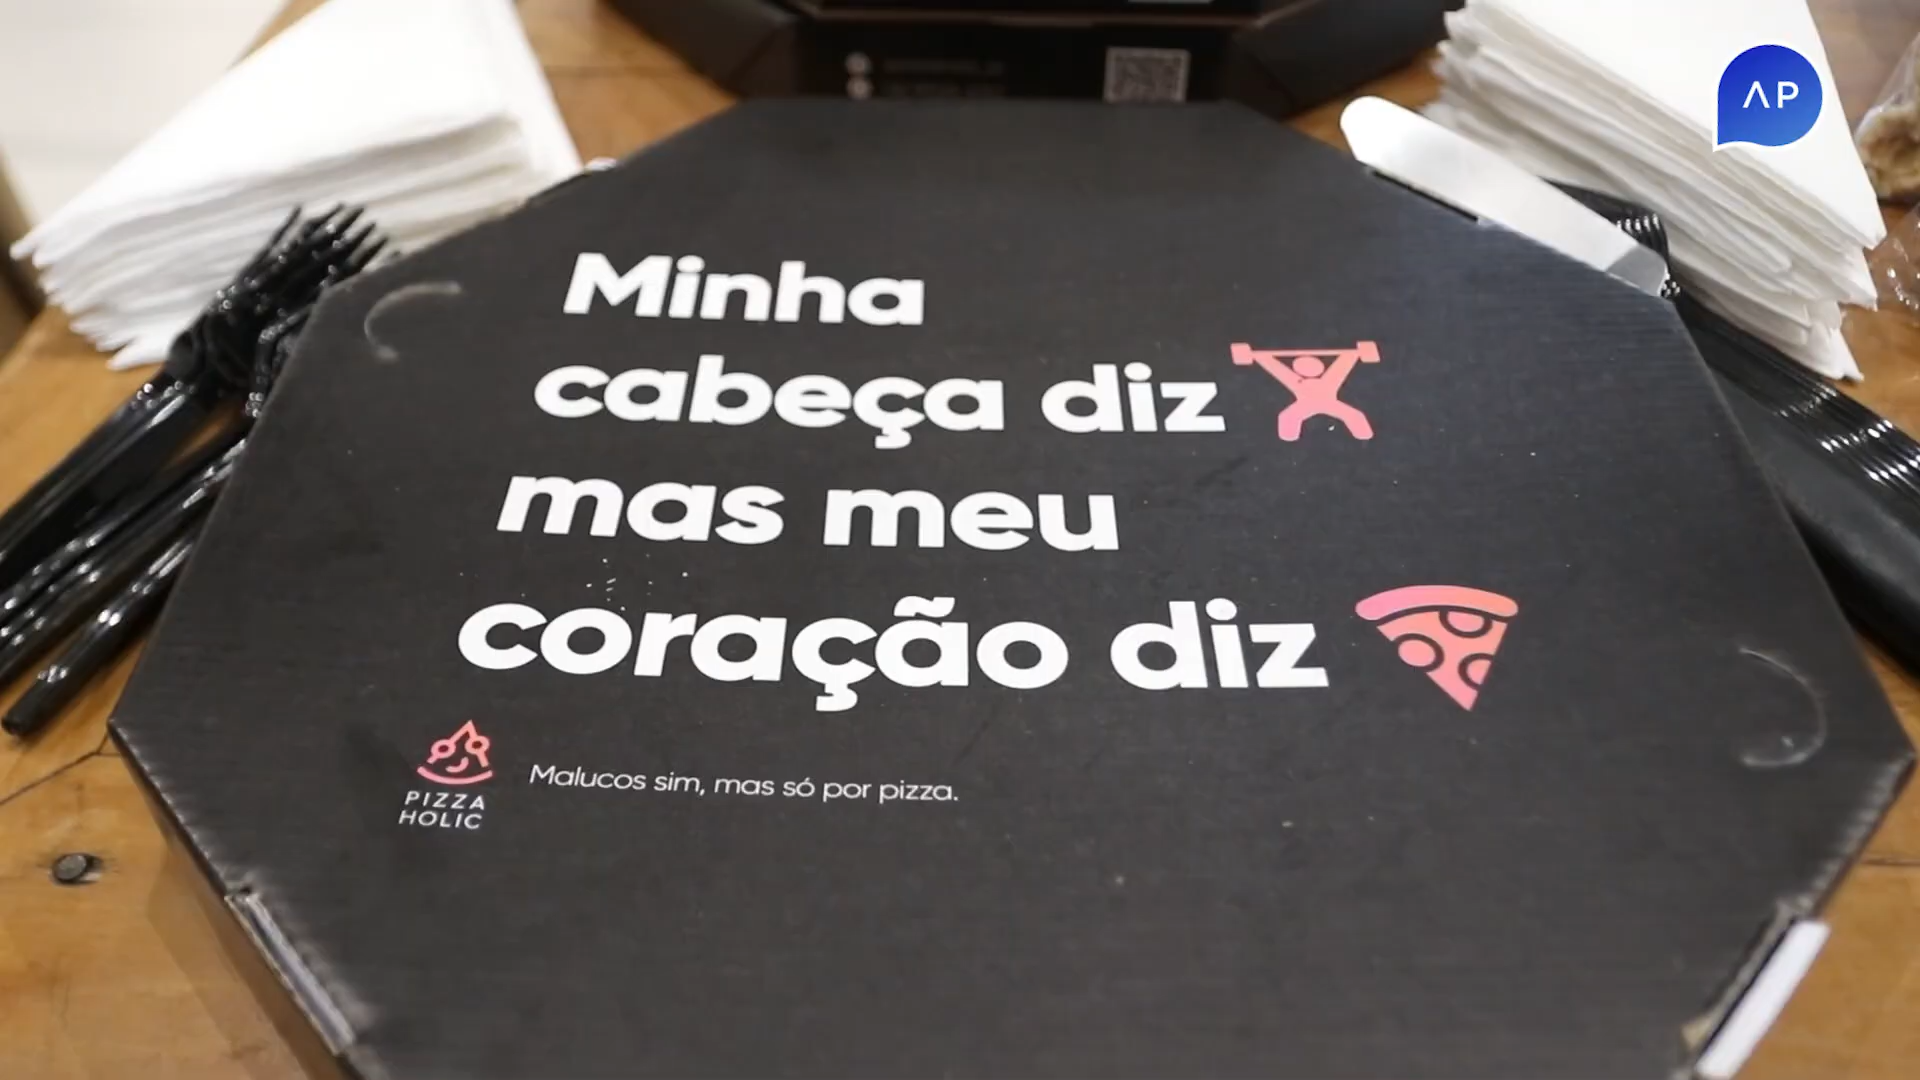 AP
Minha
cabeça diz
mas meu
coração diz
PIZZA
HOLIC
Malucos sim, mas só por pizza.